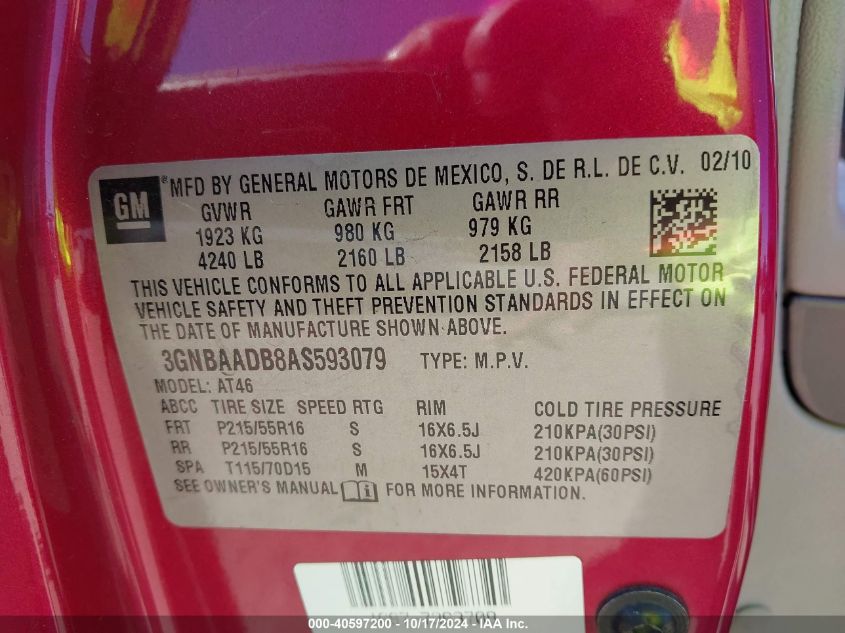 GM ® MFD BY GENERAL MOTORS DE MEXICO, S. DE R.L. DE C.V. 02/10
GVWR GAWR FRT GAWR RR
1923 KG 980 KG 979 KG
4240 LB 2160 LB 2158 LB
THIS VEHICLE CONFORMS TO ALL APPLICABLE U.S. FEDERAL MOTOR
VEHICLE SAFETY AND THEFT PREVENTION STANDARDS IN EFFECT ON
THE DATE OF MANUFACTURE SHOWN ABOVE.
3GNBAADB8AS593079 TYPE: M.P.V.
MODEL: AT46
ABCC TIRE SIZE SPEED RTG RIM COLD TIRE PRESSURE
FRT P215/55R16 S 16X6.5J 210KPA(30PSI)
RR P215/55R16 S 16X6.5J 210KPA(30PSI)
SPA T115/70D15 M 15X4T 420KPA(60PSI)
SEE OWNER'S MANUAL FOR MORE INFORMATION.
000-40597200 - 10/17/2024 - IAA Inc.